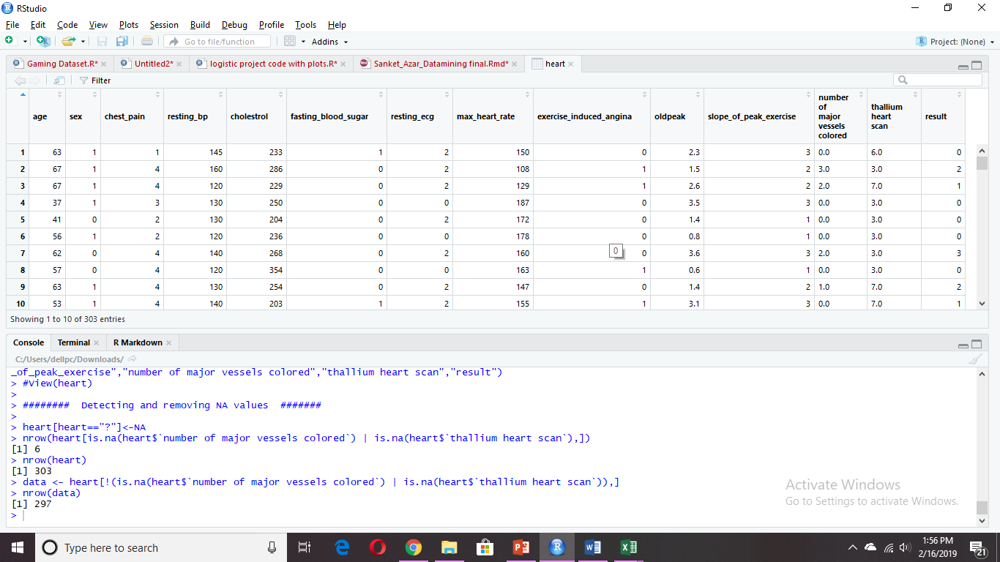 RStudio
File Edit Code View Plots Session Build Debug Profile Tools Help
Go to file/function Addins Project: (None)
Gaming Dataset.R* Untitled2* logistic project code with plots.R* Sanket_Azar_Datamining final.Rmd* heart
Filter
age sex chest_pain resting_bp cholestrol fasting_blood_sugar resting_ecg max_heart_rate exercise_induced_angina oldpeak slope_of_peak_exercise number of major vessels colored thallium heart scan result
1 63 1 1 145 233 1 2 150 0 2.3 3 0.0 6.0 0
2 67 1 4 160 286 0 2 108 1 1.5 2 3.0 3.0 2
3 67 1 4 120 229 0 2 129 1 2.6 2 2.0 7.0 1
4 37 1 3 130 250 0 0 187 0 3.5 3 0.0 3.0 0
5 41 0 2 130 204 0 2 172 0 1.4 1 0.0 3.0 0
6 56 1 2 120 236 0 0 178 0 0.8 1 0.0 3.0 0
7 62 0 4 140 268 0 2 160 0 0 3.6 3 2.0 3.0 3
8 57 0 4 120 354 0 0 163 1 0.6 1 0.0 3.0 0
9 63 1 4 130 254 0 2 147 0 1.4 2 1.0 7.0 2
10 53 1 4 140 203 1 2 155 1 3.1 3 0.0 7.0 1
Showing 1 to 10 of 303 entries
Console Terminal R Markdown
C:/Users/dellpc/Downloads/
_of_peak_exercise","number of major vessels colored","thallium heart scan","result")
> #View(heart)
>
> ######## Detecting and removing NA values #######
>
> heart[heart=="?"]<-NA
> nrow(heart[is.na(heart$`number of major vessels colored`) | is.na(heart$`thallium heart scan`),])
[1] 6
> nrow(heart)
[1] 303
> data <- heart[!(is.na(heart$`number of major vessels colored`) | is.na(heart$`thallium heart scan`)),]
> nrow(data)
[1] 297
>
Activate Windows
Go to Settings to activate Windows.
Type here to search
1:56 PM
2/16/2019
21